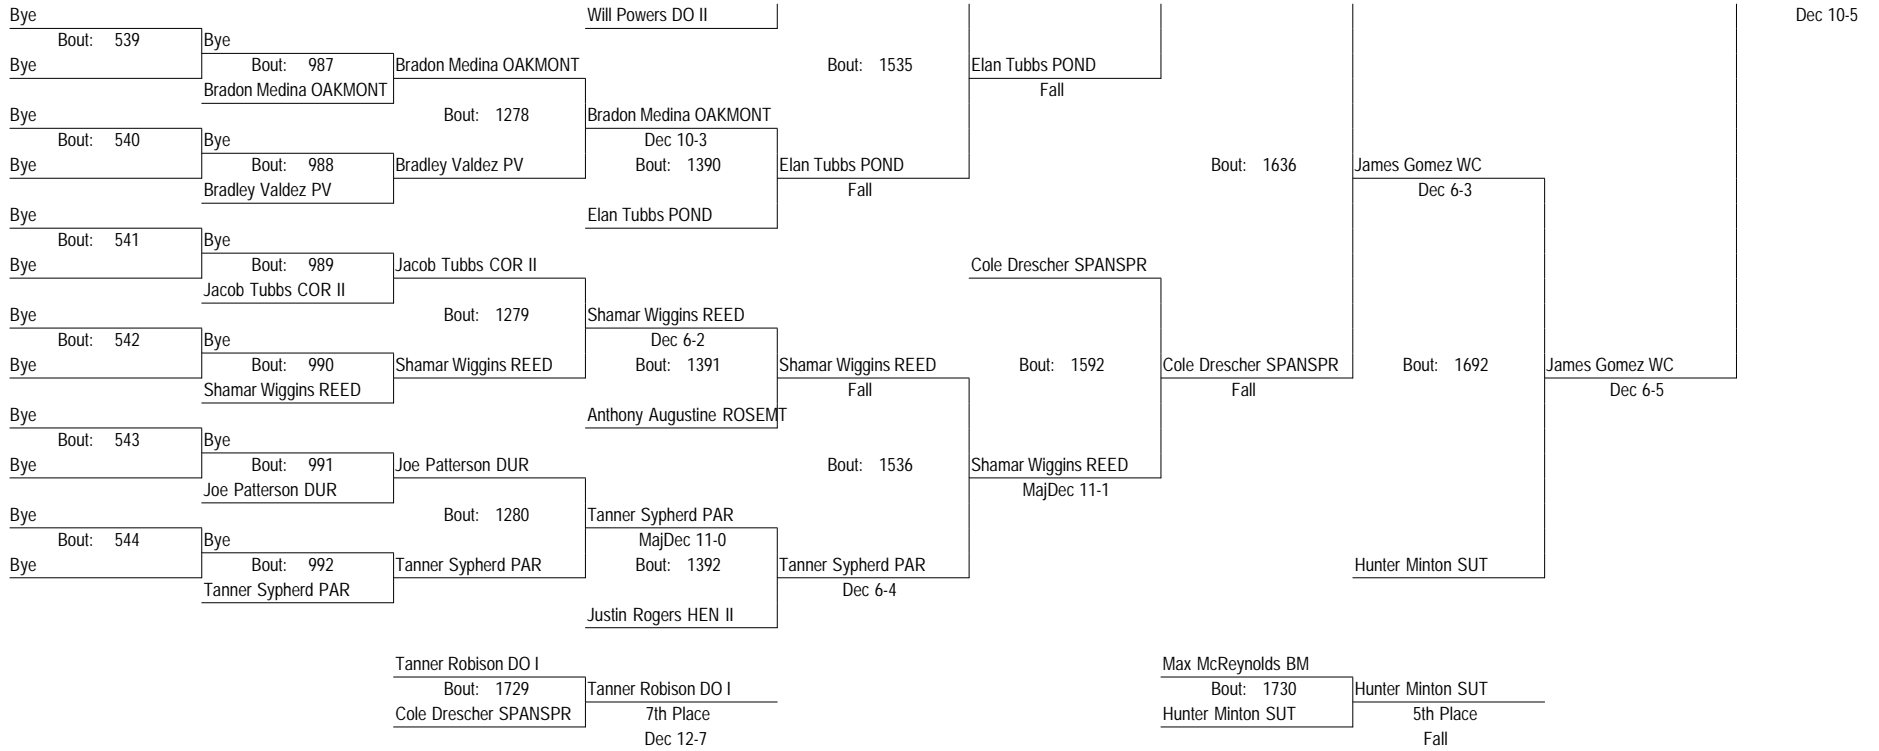 Bye
Will Powers DO II
Dec 10-5
Bout: 539
Bye
Bye
Bout: 987
Bradon Medina OAKMONT
Bout: 1535
Elan Tubbs POND
Bradon Medina OAKMONT
Fall
Bye
Bout: 1278
Bradon Medina OAKMONT
Bout: 540
Bye
Dec 10-3
Bye
Bout: 988
Bradley Valdez PV
Bout: 1390
Elan Tubbs POND
Bout: 1636
James Gomez WC
Bradley Valdez PV
Fall
Dec 6-3
Bye
Elan Tubbs POND
Bout: 541
Bye
Bye
Bout: 989
Jacob Tubbs COR II
Cole Drescher SPANSPR
Jacob Tubbs COR II
Bye
Bout: 1279
Shamar Wiggins REED
Bout: 542
Bye
Dec 6-2
Bye
Bout: 990
Shamar Wiggins REED
Bout: 1391
Shamar Wiggins REED
Bout: 1592
Cole Drescher SPANSPR
Bout: 1692
James Gomez WC
Shamar Wiggins REED
Fall
Fall
Dec 6-5
Bye
Anthony Augustine ROSEMT
Bout: 543
Bye
Bye
Bout: 991
Joe Patterson DUR
Bout: 1536
Shamar Wiggins REED
Joe Patterson DUR
MajDec 11-1
Bye
Bout: 1280
Tanner Sypherd PAR
Bout: 544
Bye
MajDec 11-0
Bye
Bout: 992
Tanner Sypherd PAR
Bout: 1392
Tanner Sypherd PAR
Hunter Minton SUT
Tanner Sypherd PAR
Dec 6-4
Justin Rogers HEN II
Tanner Robison DO I
Max McReynolds BM
Bout: 1729
Tanner Robison DO I
Bout: 1730
Hunter Minton SUT
Cole Drescher SPANSPR
7th Place
Hunter Minton SUT
5th Place
Dec 12-7
Fall